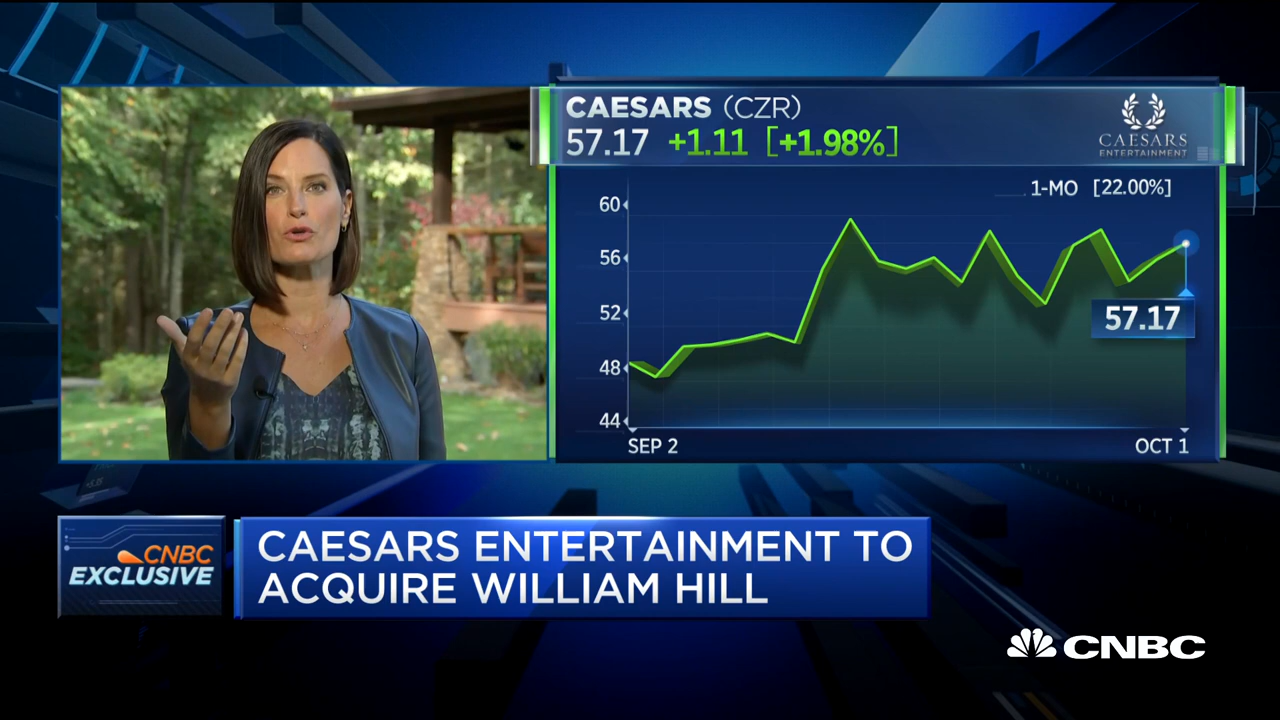 CAESARS (CZR)
57.17 +1.11 [+1.98%]
CAESARS
ENTERTAINMENT
1-MO [22.00%]
60
56
52
48
44
57.17
SEP 2
OCT 1
CNBC
EXCLUSIVE
CAESARS ENTERTAINMENT TO
ACQUIRE WILLIAM HILL
CNBC